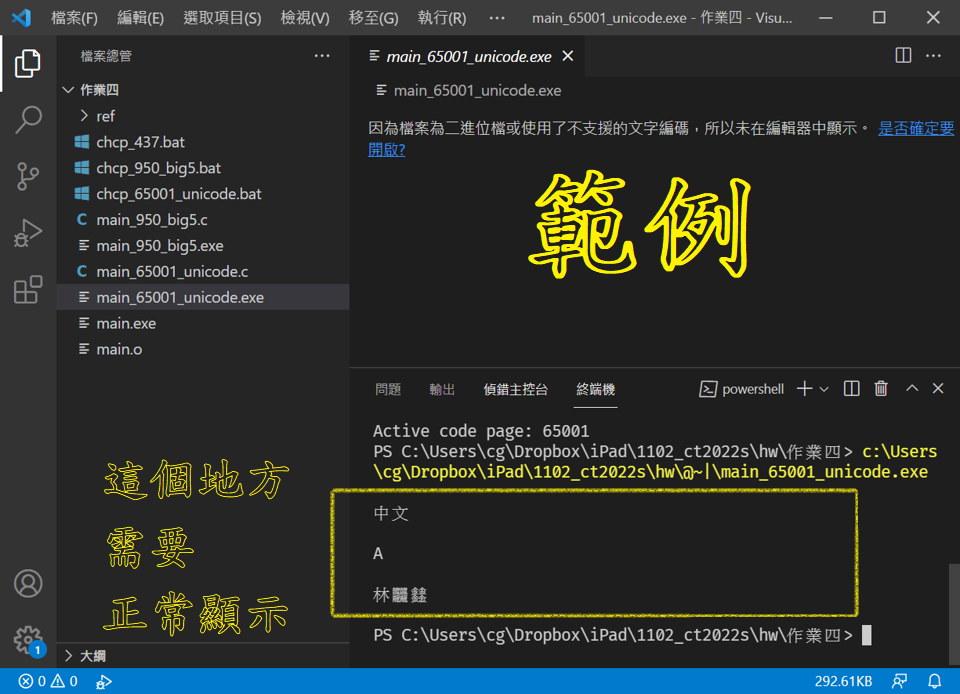 檔案(F) 編輯(E) 選取項目(S) 檢視(V) 移至(G) 執行(R) ··· main_65001_unicode.exe - 作業四 - Visu...
檔案總管 ···
作業四
ref
chcp_437.bat
chcp_950_big5.bat
chcp_65001_unicode.bat
C main_950_big5.c
main_950_big5.exe
C main_65001_unicode.c
main_65001_unicode.exe
main.exe
main.o
大綱
main_65001_unicode.exe
main_65001_unicode.exe
因為檔案為二進位檔或使用了不支援的文字編碼，所以未在編輯器中顯示。 是否確定要
開啟?
範例
問題 輸出 偵錯主控台 終端機 powershell
Active code page: 65001
PS C:\Users\cg\Dropbox\iPad\1102_ct2022s\hw\作業四> c:\Users
\cg\Dropbox\iPad\1102_ct2022s\hw\@~|\main_65001_unicode.exe
中文
A
PS C:\Users\cg\Dropbox\iPad\1102_ct2022s\hw\作業四>
這個地方
需要
正常顯示
1
0 0 292.61KB